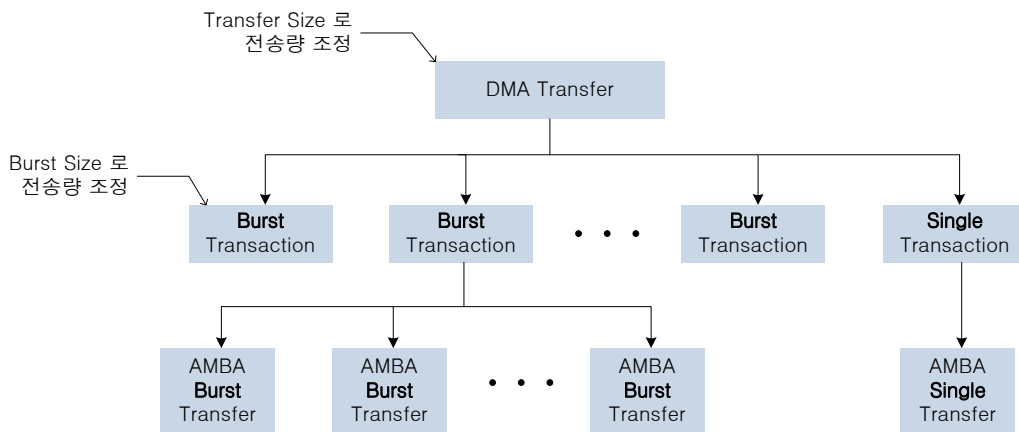 Transfer Size 로
전송량 조정
DMA Transfer
Burst Size 로
전송량 조정
Burst
Transaction
Burst
Transaction
• • •
Burst
Transaction
Single
Transaction
AMBA
Burst
Transfer
AMBA
Burst
Transfer
• • •
AMBA
Burst
Transfer
AMBA
Single
Transfer